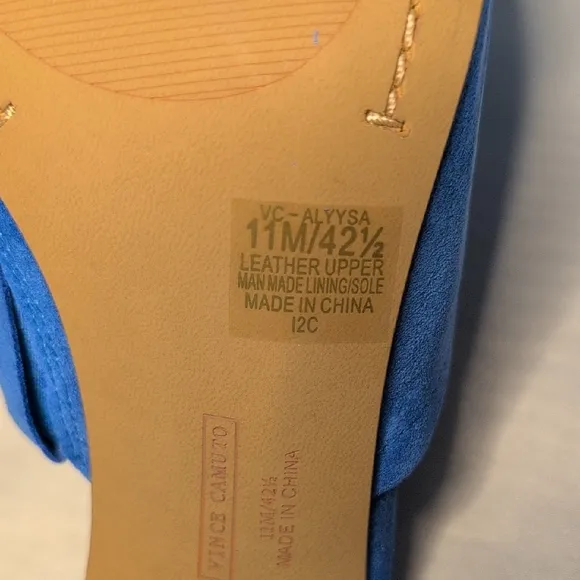 VC-ALYYSA
11M/42½
LEATHER UPPER
MAN MADE LINING/SOLE
MADE IN CHINA
I2C
VINCE CAMUTO
11M/42½
MADE IN CHINA